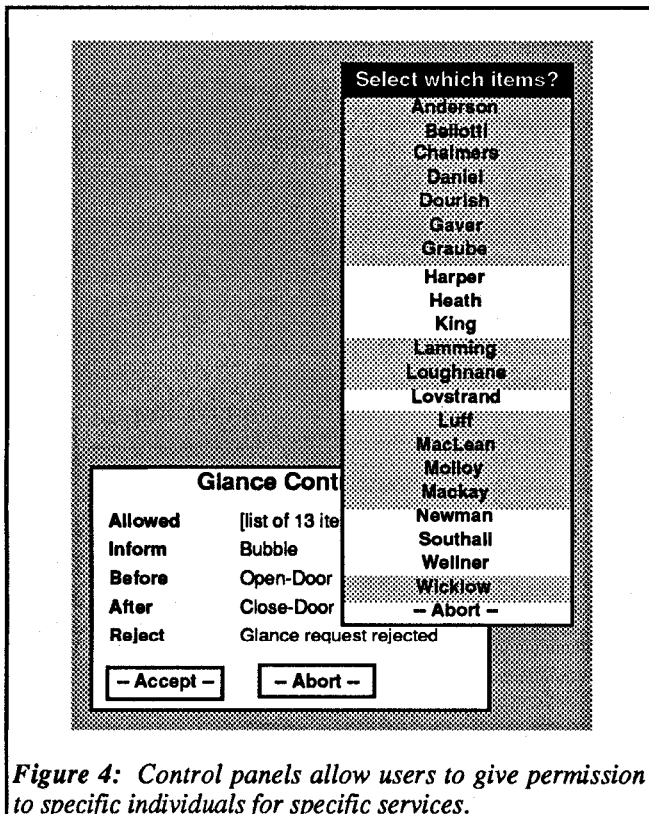 Select which items?
Anderson
Bellotti
Chalmers
Daniel
Dourish
Gaver
Graube
Harper
Heath
King
Lamming
Loughnane
Lovstrand
Luff
MacLean
Molloy
Mackay
Newman
Southall
Wellner
Wicklow
-- Abort --
Glance Cont
Allowed [list of 13 ite
Inform Bubble
Before Open-Door
After Close-Door
Reject Glance request rejected
-- Accept -- -- Abort --
Figure 4: Control panels allow users to give permission
to specific individuals for specific services.